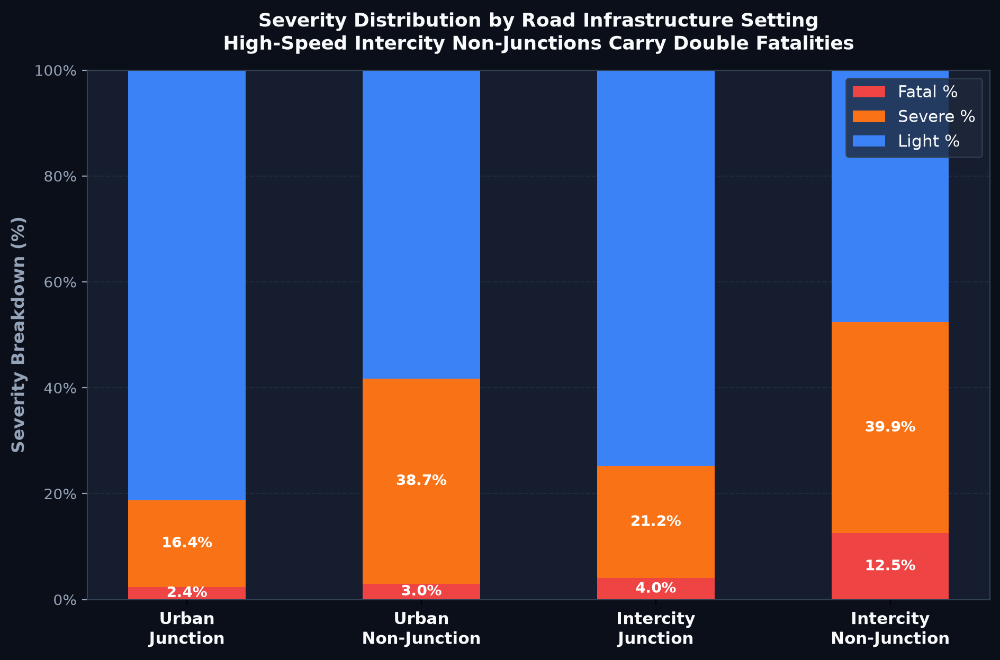 Severity Distribution by Road Infrastructure Setting
High-Speed Intercity Non-Junctions Carry Double Fatalities
Severity Breakdown (%)
100%
80%
60%
40%
20%
0%
Fatal %
Severe %
Light %
16.4%
2.4%
38.7%
3.0%
21.2%
4.0%
39.9%
12.5%
Urban
Junction
Urban
Non-Junction
Intercity
Junction
Intercity
Non-Junction